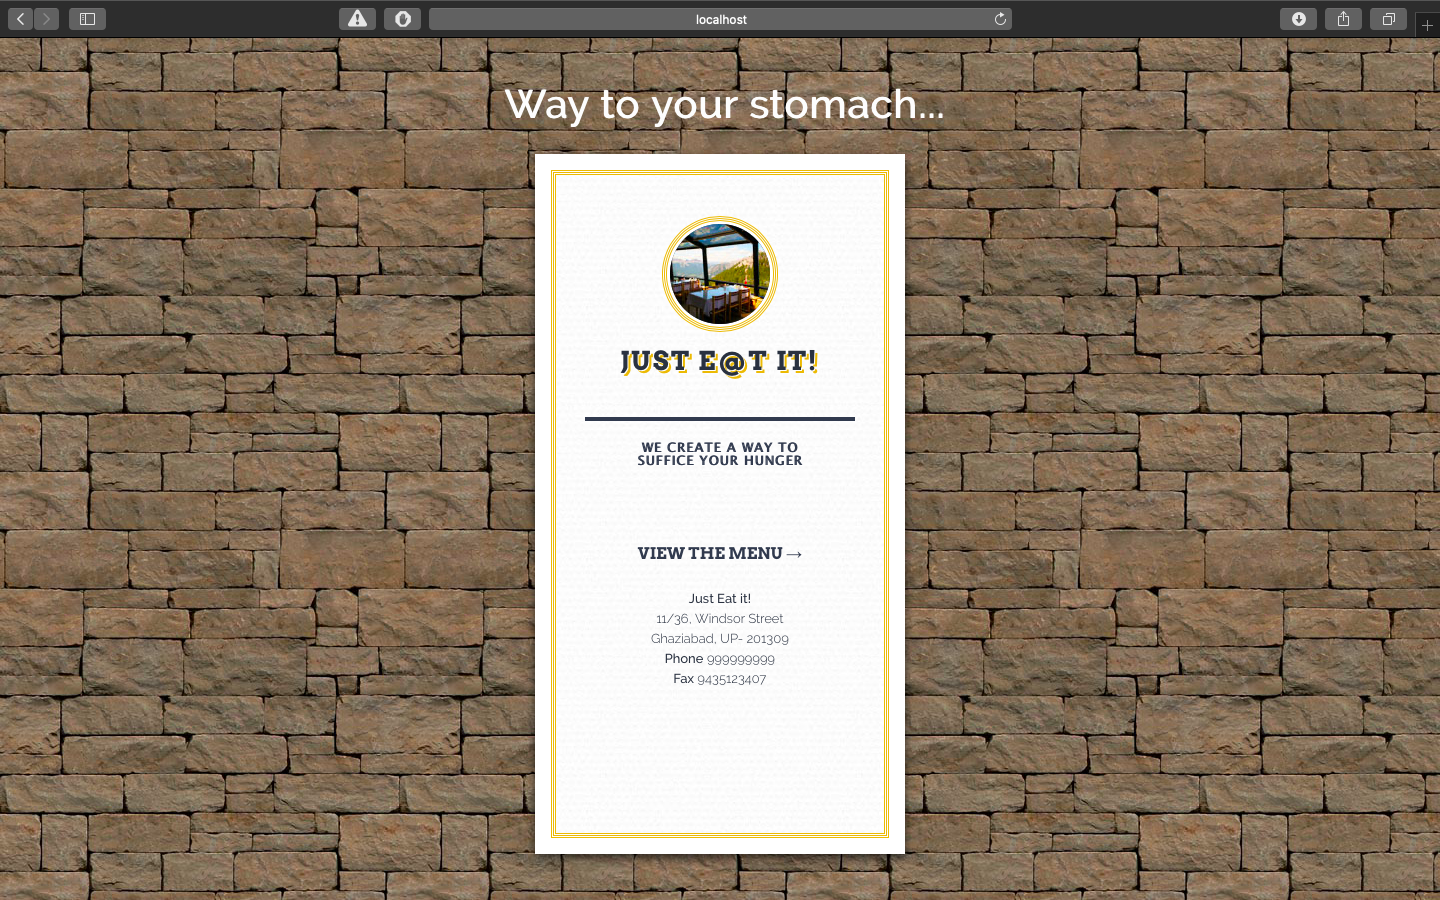 localhost
Way to your stomach...
JUST E@T IT!
WE CREATE A WAY TO
SUFFICE YOUR HUNGER
VIEW THE MENU →
Just Eat it!
11/36, Windsor Street
Ghaziabad, UP- 201309
Phone 999999999
Fax 9435123407